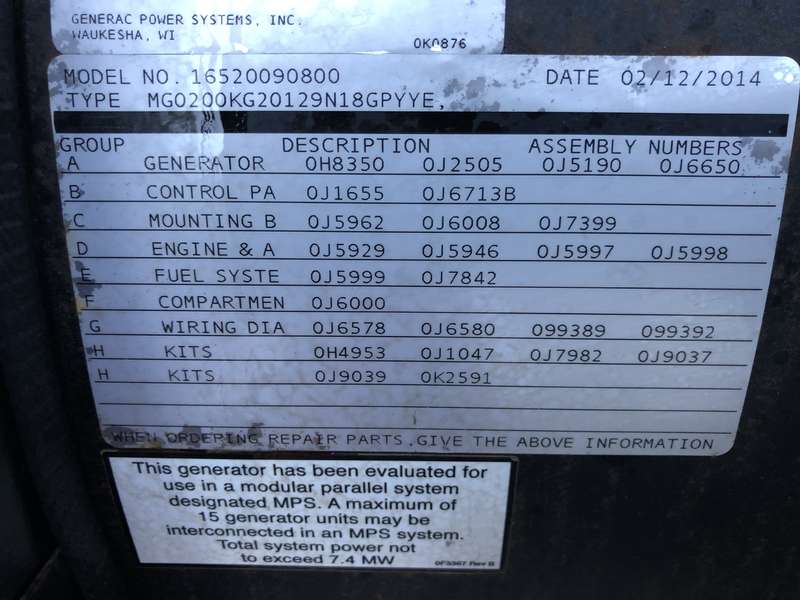 GENERAC POWER SYSTEMS, INC.
WAUKESHA, WI
0K0876
MODEL NO. 16520090800 DATE 02/12/2014
TYPE MG0200KG20129N18GPYYE,
GROUP DESCRIPTION ASSEMBLY NUMBERS
A GENERATOR 0H8350 0J2505 0J5190 0J6650
B CONTROL PA 0J1655 0J6713B
C MOUNTING B 0J5962 0J6008 0J7399
D ENGINE & A 0J5929 0J5946 0J5997 0J5998
E FUEL SYSTE 0J5999 0J7842
F COMPARTMEN 0J6000
G WIRING DIA 0J6578 0J6580 099389 099392
H KITS 0H4953 0J1047 0J7982 0J9037
H KITS 0J9039 0K2591
WHEN ORDERING REPAIR PARTS, GIVE THE ABOVE INFORMATION
This generator has been evaluated for
use in a modular parallel system
designated MPS. A maximum of
15 generator units may be
interconnected in an MPS system.
Total system power not
to exceed 7.4 MW
Rev B